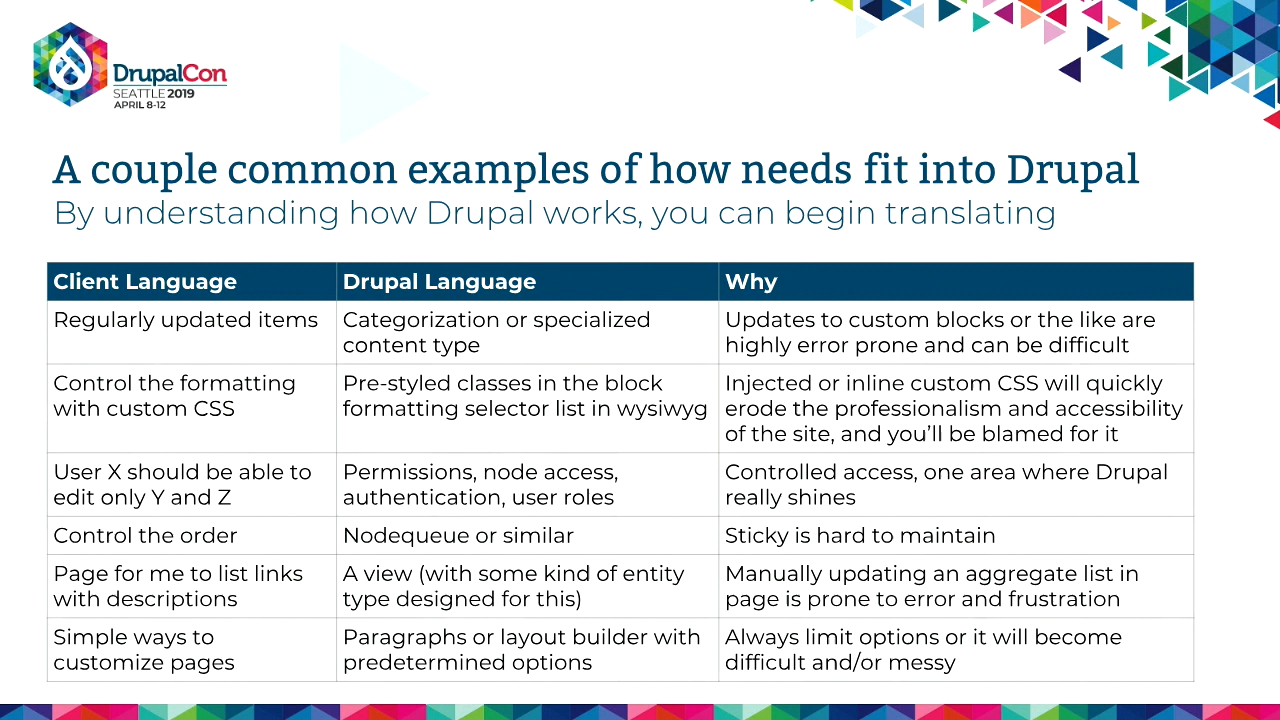 DrupalCon
SEATTLE 2019
APRIL 8-12
A couple common examples of how needs fit into Drupal
By understanding how Drupal works, you can begin translating
Client Language
Drupal Language
Why
Regularly updated items
Categorization or specialized
content type
Updates to custom blocks or the like are
highly error prone and can be difficult
Control the formatting
with custom CSS
Pre-styled classes in the block
formatting selector list in wysiwyg
Injected or inline custom CSS will quickly
erode the professionalism and accessibility
of the site, and you'll be blamed for it
User X should be able to
edit only Y and Z
Permissions, node access,
authentication, user roles
Controlled access, one area where Drupal
really shines
Control the order
Nodequeue or similar
Sticky is hard to maintain
Page for me to list links
with descriptions
A view (with some kind of entity
type designed for this)
Manually updating an aggregate list in
page is prone to error and frustration
Simple ways to
customize pages
Paragraphs or layout builder with
predetermined options
Always limit options or it will become
difficult and/or messy